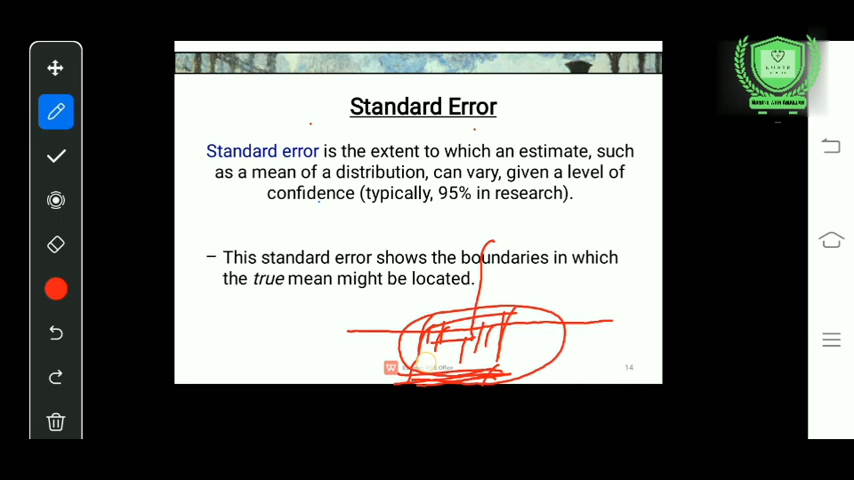 Standard Error
Standard error is the extent to which an estimate, such
as a mean of a distribution, can vary, given a level of
confidence (typically, 95% in research).
– This standard error shows the boundaries in which
the true mean might be located.
W
14